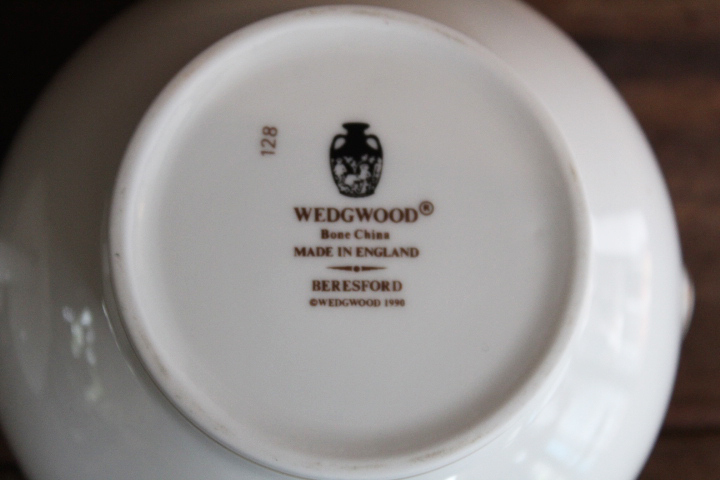 128
WEDGWOOD®
Bone China
MADE IN ENGLAND
BERESFORD
©WEDGWOOD 1990